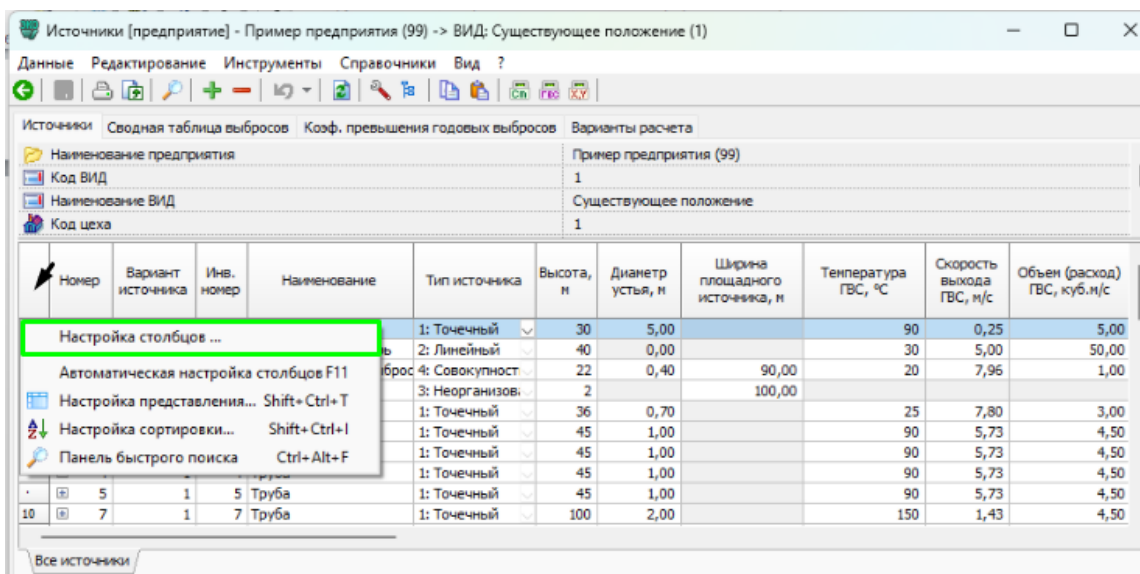 Источники [предприятие] - Пример предприятия (99) -> ВИД: Существующее положение (1)
Данные Редактирование Инструменты Справочники Вид ?
Сп ГВС X,Y
Источники Сводная таблица выбросов Коэф. превышения годовых выбросов Варианты расчета
Наименование предприятия Пример предприятия (99)
Код ВИД 1
Наименование ВИД Существующее положение
Код цеха 1
Номер Вариант источника Инв. номер Наименование Тип источника Высота, м Диаметр устья, м Ширина площадного источника, м Температура ГВС, °C Скорость выхода ГВС, м/с Объем (расход) ГВС, куб.м/с
Настройка столбцов ...
Автоматическая настройка столбцов F11
Настройка представления... Shift+Ctrl+T
Настройка сортировки... Shift+Ctrl+I
Панель быстрого поиска Ctrl+Alt+F
1: Точечный 30 5,00 90 0,25 5,00
2: Линейный 40 0,00 30 5,00 50,00
4: Совокупност 22 0,40 90,00 20 7,96 1,00
3: Неорганизов 2 100,00
1: Точечный 36 0,70 25 7,80 3,00
1: Точечный 45 1,00 90 5,73 4,50
1: Точечный 45 1,00 90 5,73 4,50
1: Точечный 45 1,00 90 5,73 4,50
5 1 5 Труба 1: Точечный 45 1,00 90 5,73 4,50
10 7 1 7 Труба 1: Точечный 100 2,00 150 1,43 4,50
Все источники